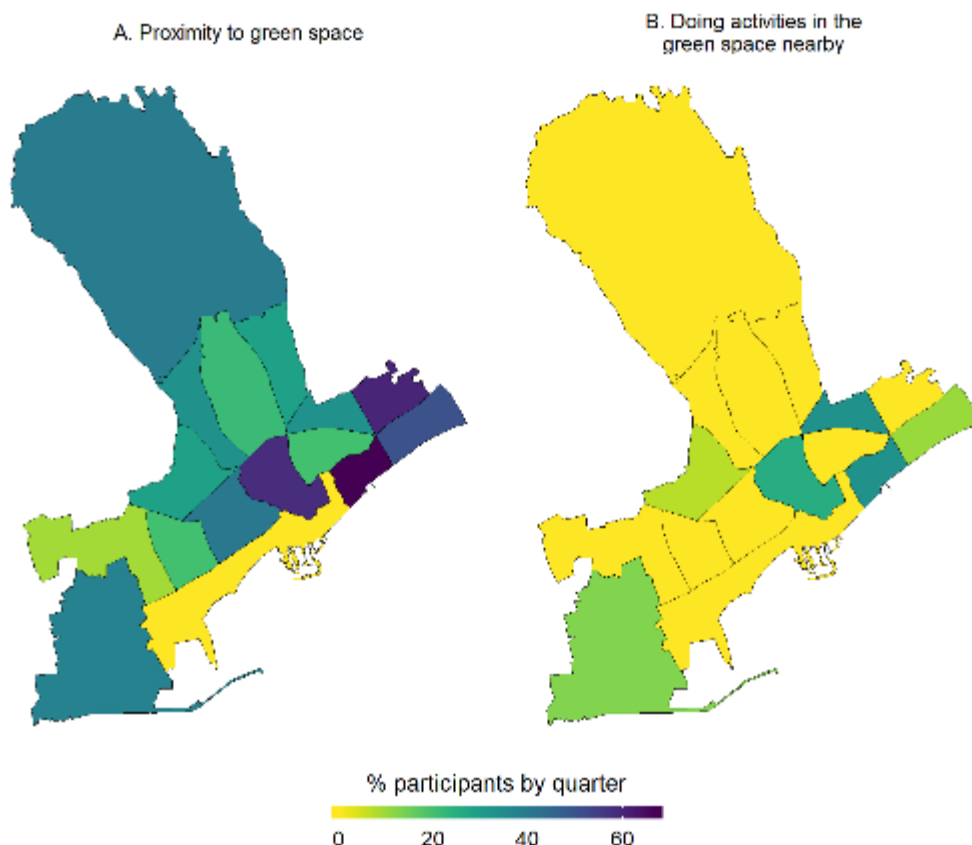 A. Proximity to green space
B. Doing activities in the
green space nearby
% participants by quarter
0 20 40 60